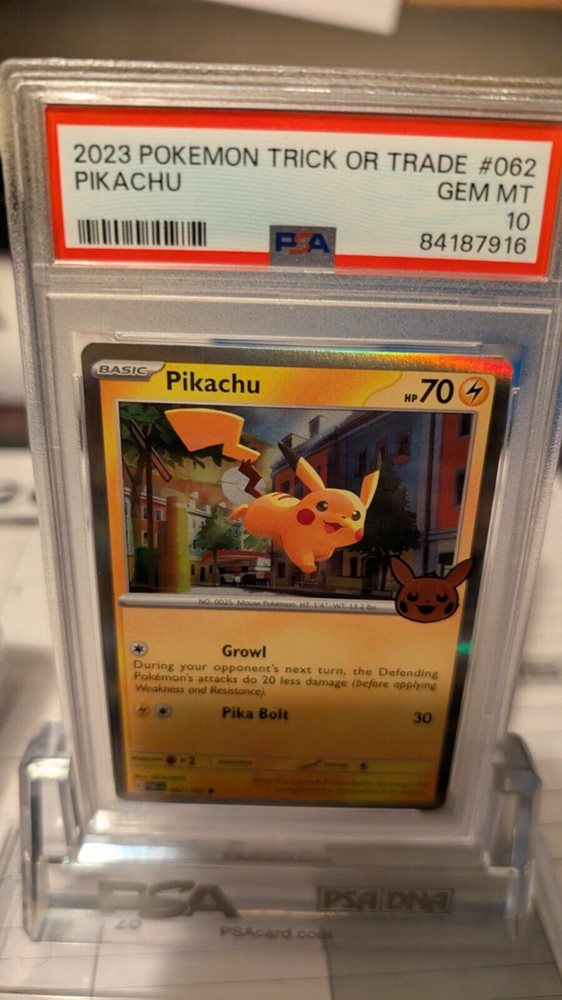 2023 POKEMON TRICK OR TRADE #062
PIKACHU GEM MT
10
PSA 84187916
BASIC Pikachu HP 70
NO. 0025 Mouse Pokémon HT: 1'4" WT: 13.2 lbs.
Growl
During your opponent's next turn, the Defending
Pokémon's attacks do 20 less damage (before applying
Weakness and Resistance).
Pika Bolt 30
×2
PSA PSA DNA
PSAcard.com